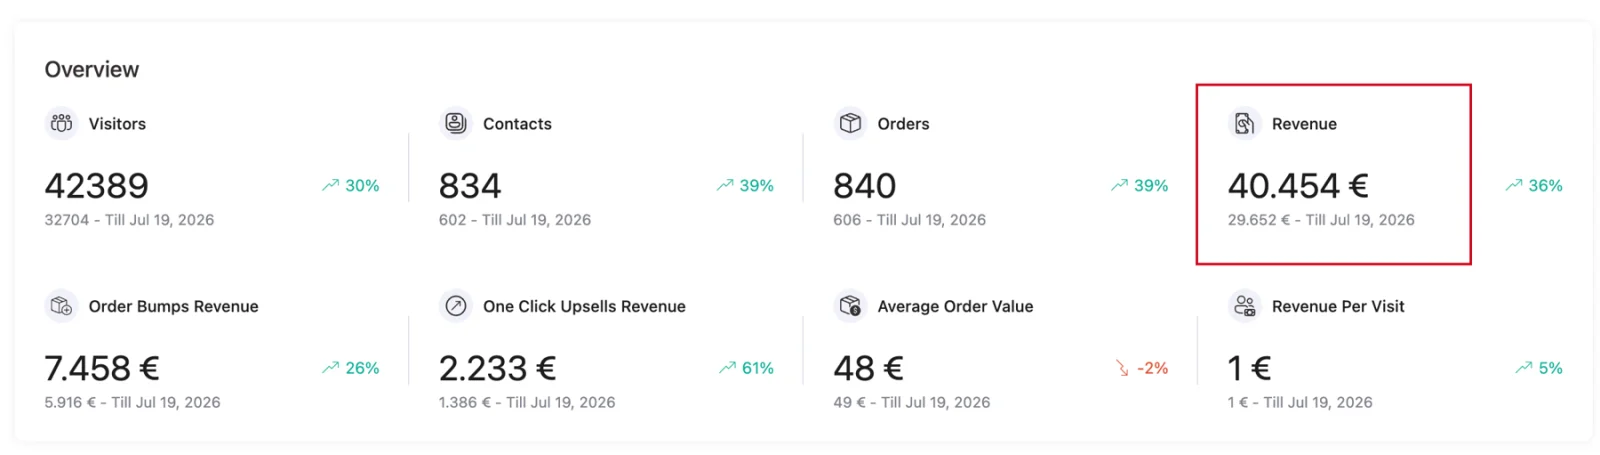 Overview
Visitors
42389
30%
32704 - Till Jul 19, 2026
Contacts
834
39%
602 - Till Jul 19, 2026
Orders
840
39%
606 - Till Jul 19, 2026
Revenue
40.454 €
36%
29.652 € - Till Jul 19, 2026
Order Bumps Revenue
7.458 €
26%
5.916 € - Till Jul 19, 2026
One Click Upsells Revenue
2.233 €
61%
1.386 € - Till Jul 19, 2026
Average Order Value
48 €
-2%
49 € - Till Jul 19, 2026
Revenue Per Visit
1 €
5%
1 € - Till Jul 19, 2026